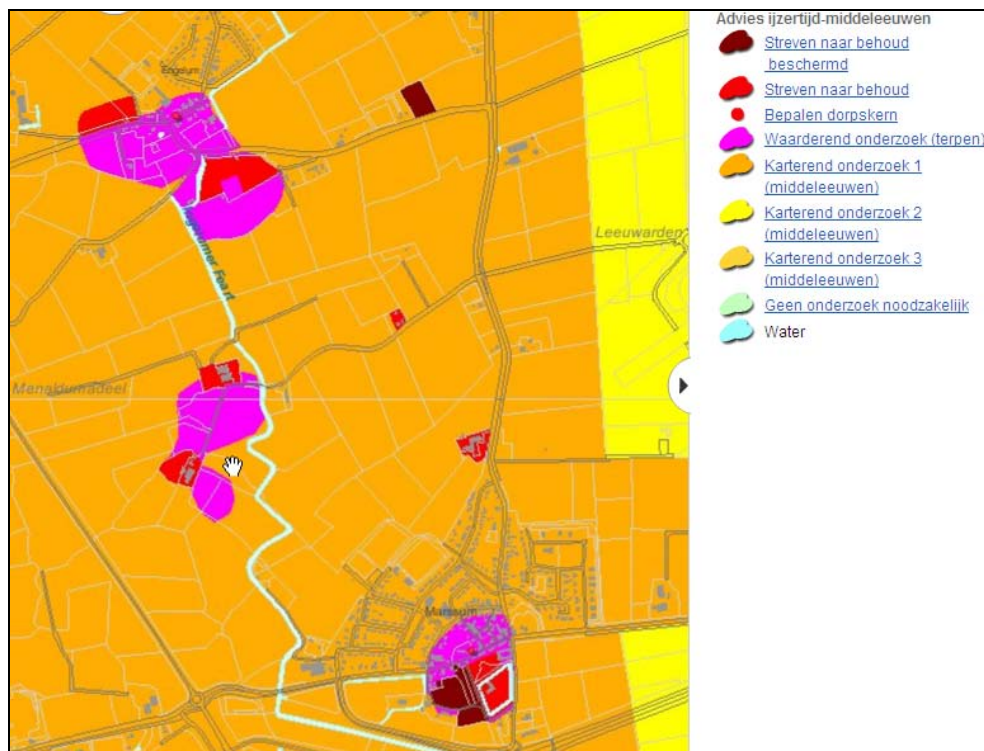 Engelum
Leeuwarden
Menaldumadeel
Marssum
Advies ijzertijd-middeleeuwen
Streven naar behoud
beschermd
Streven naar behoud
Bepalen dorpskern
Waarderend onderzoek (terpen)
Karterend onderzoek 1
(middeleeuwen)
Karterend onderzoek 2
(middeleeuwen)
Karterend onderzoek 3
(middeleeuwen)
Geen onderzoek noodzakelijk
Water